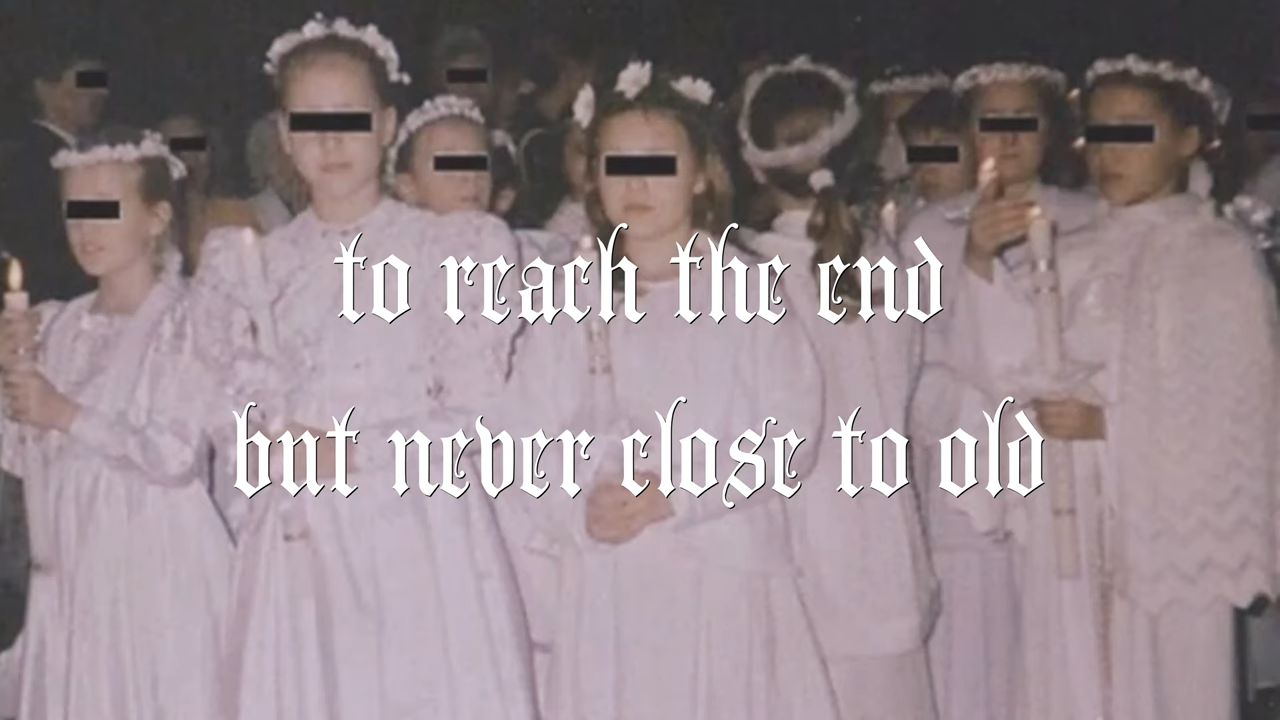 to reach the end
but never close to old